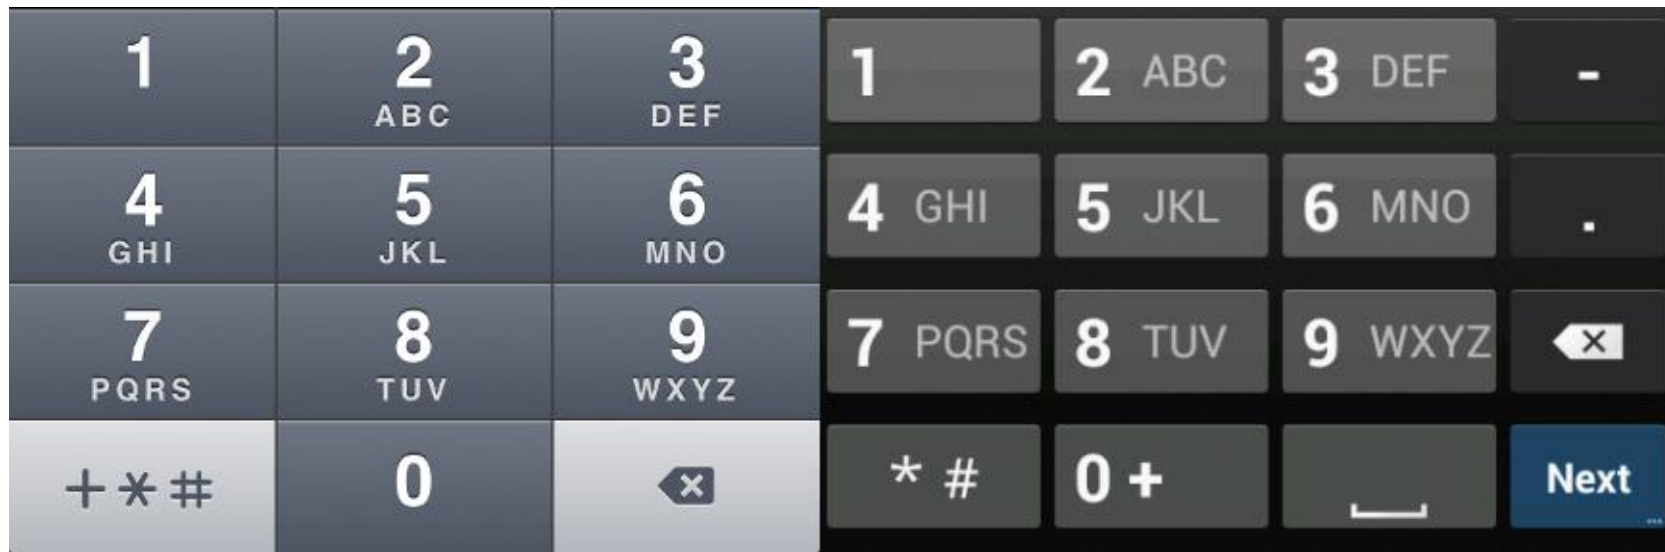 1
2
ABC
3
DEF
4
GHI
5
JKL
6
MNO
7
PQRS
8
TUV
9
WXYZ
+*#
0
1
2 ABC
3 DEF
-
4 GHI
5 JKL
6 MNO
.
7 PQRS
8 TUV
9 WXYZ
* #
0 +
Next
...